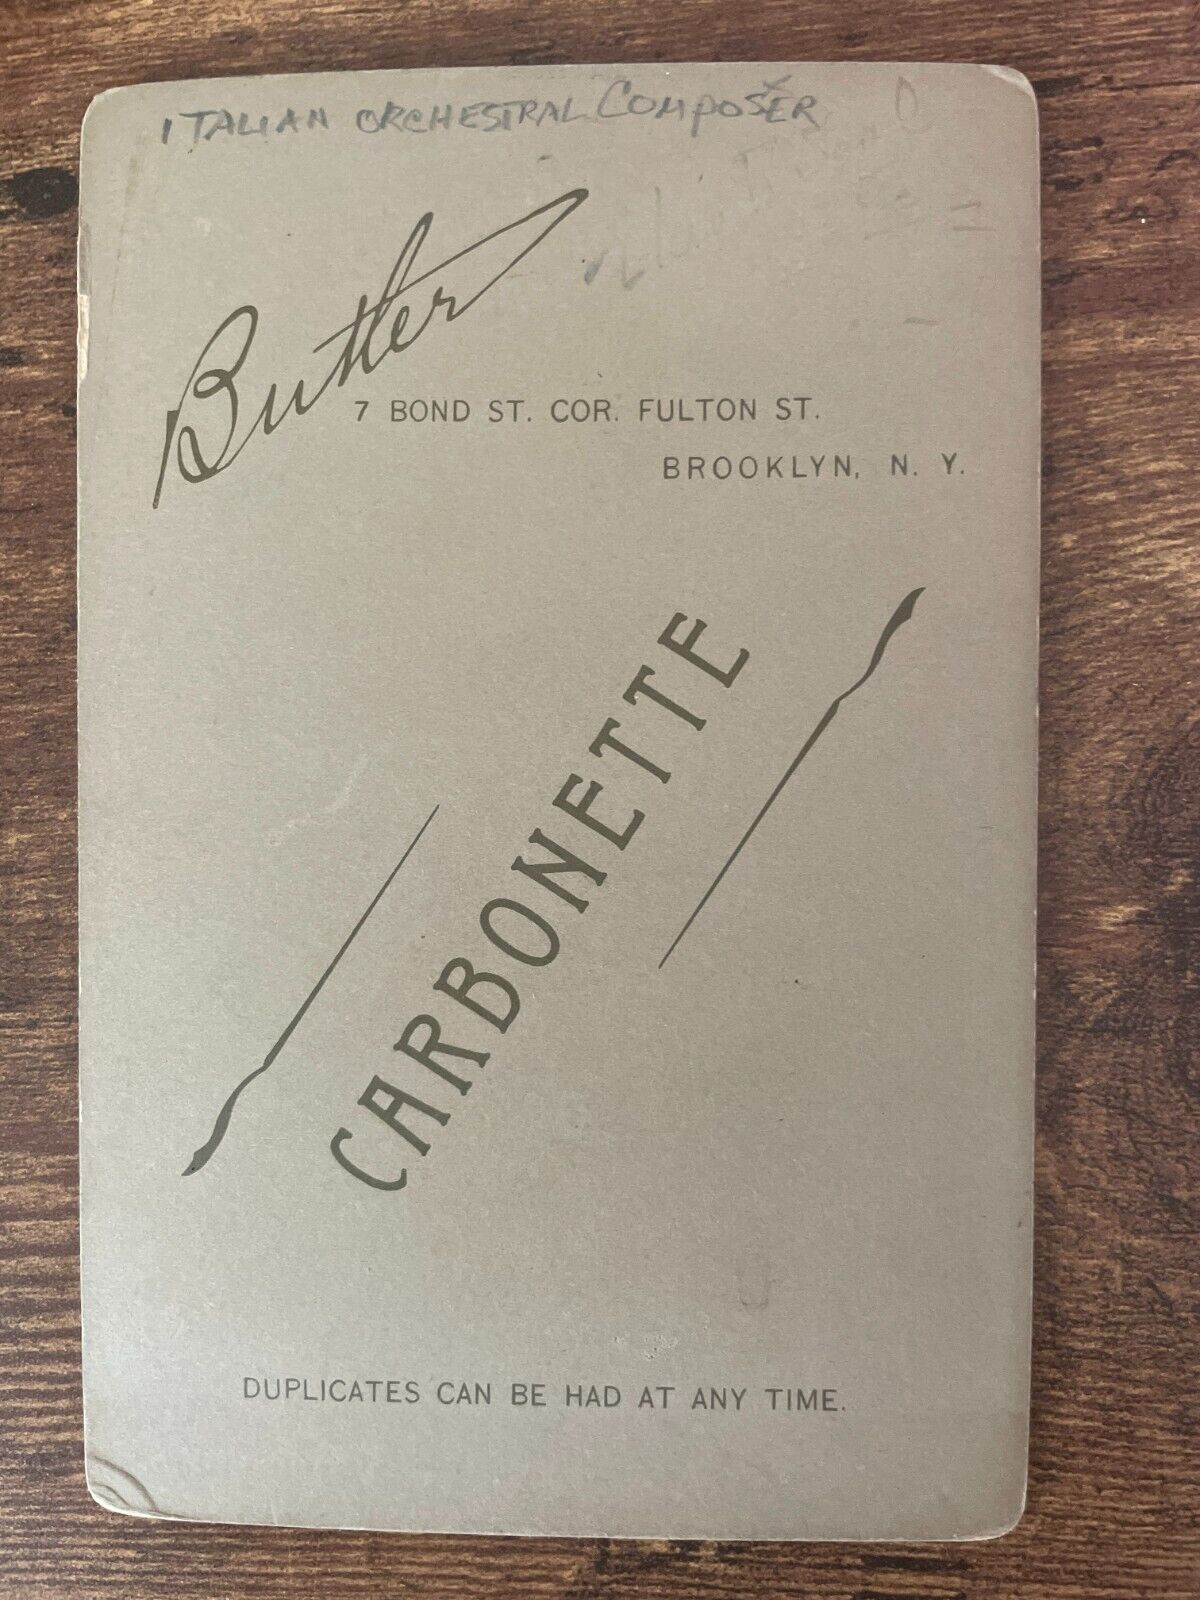 ITALIAN ORCHESTRAL COMPOSER
Butler
7 BOND ST. COR. FULTON ST.
BROOKLYN, N. Y.
CARBONETTE
DUPLICATES CAN BE HAD AT ANY TIME.